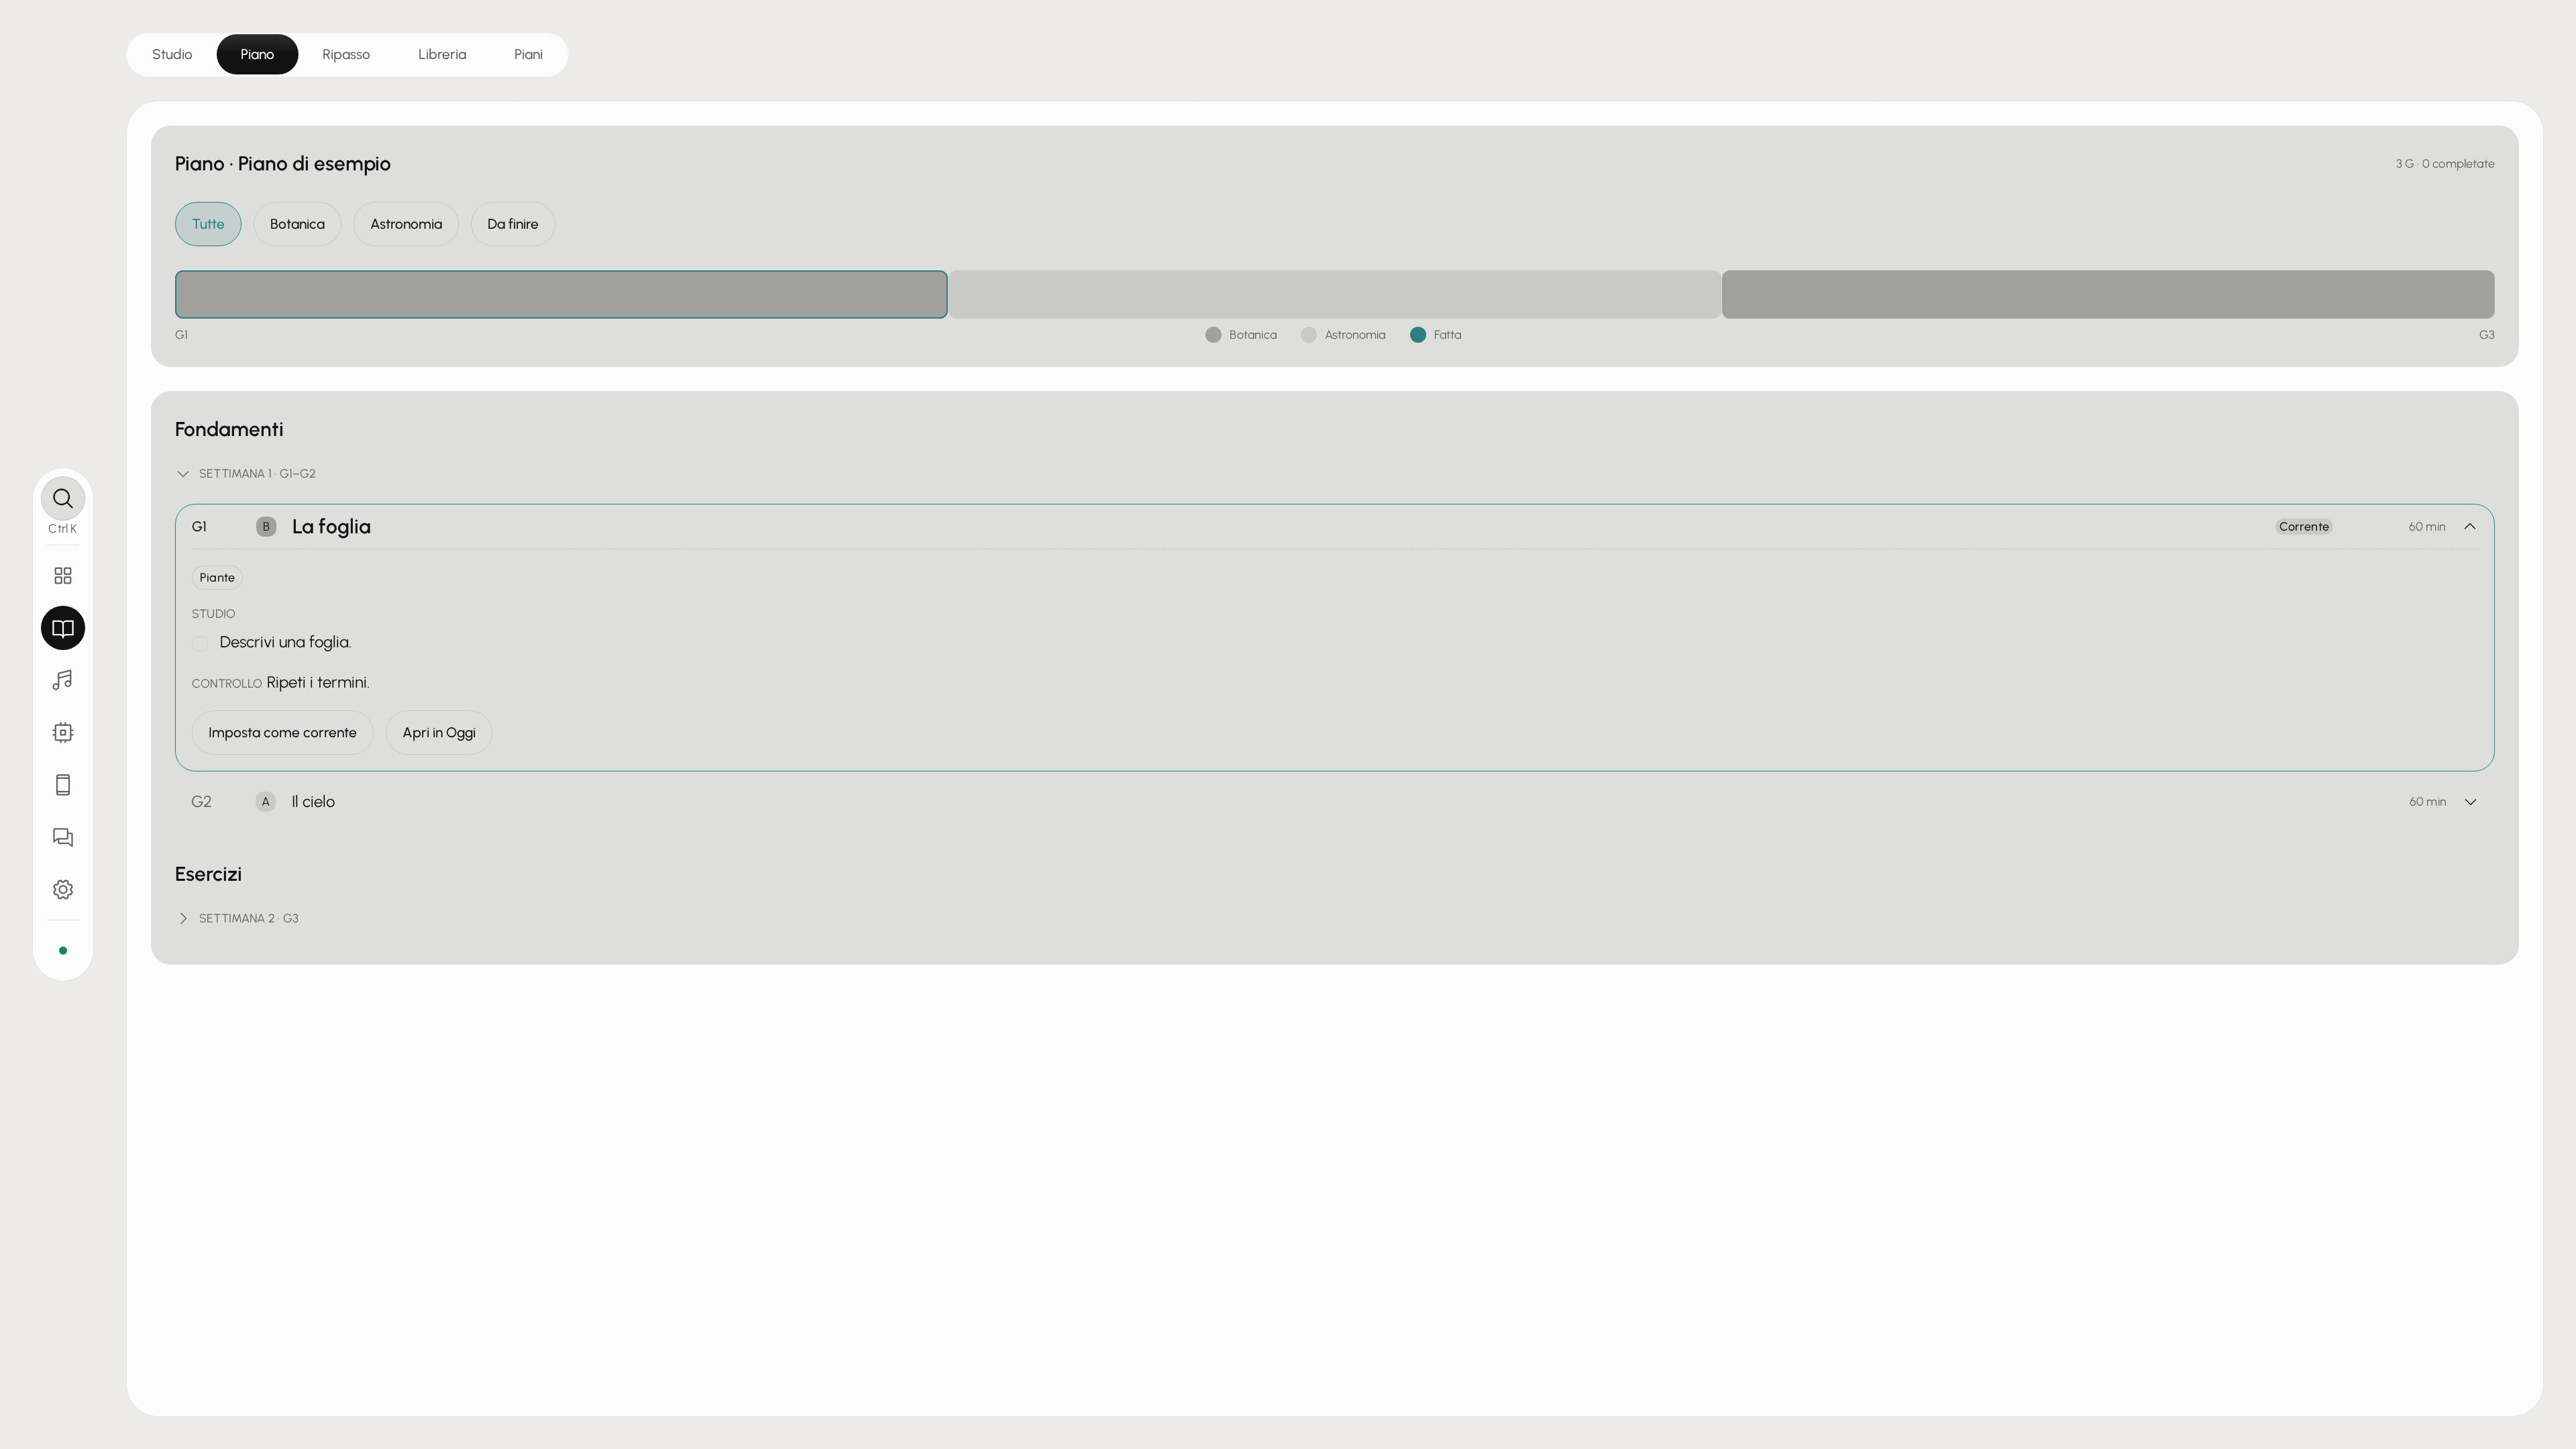 Studio Piano Ripasso Libreria Piani
Piano · Piano di esempio
3 G · 0 completate
Tutte Botanica Astronomia Da finire
G1 Botanica Astronomia Fatta G3
Fondamenti
SETTIMANA 1 · G1–G2
Ctrl K
G1 B La foglia Corrente 60 min
Piante
STUDIO
Descrivi una foglia.
CONTROLLO Ripeti i termini.
Imposta come corrente Apri in Oggi
G2 A Il cielo 60 min
Esercizi
SETTIMANA 2 · G3